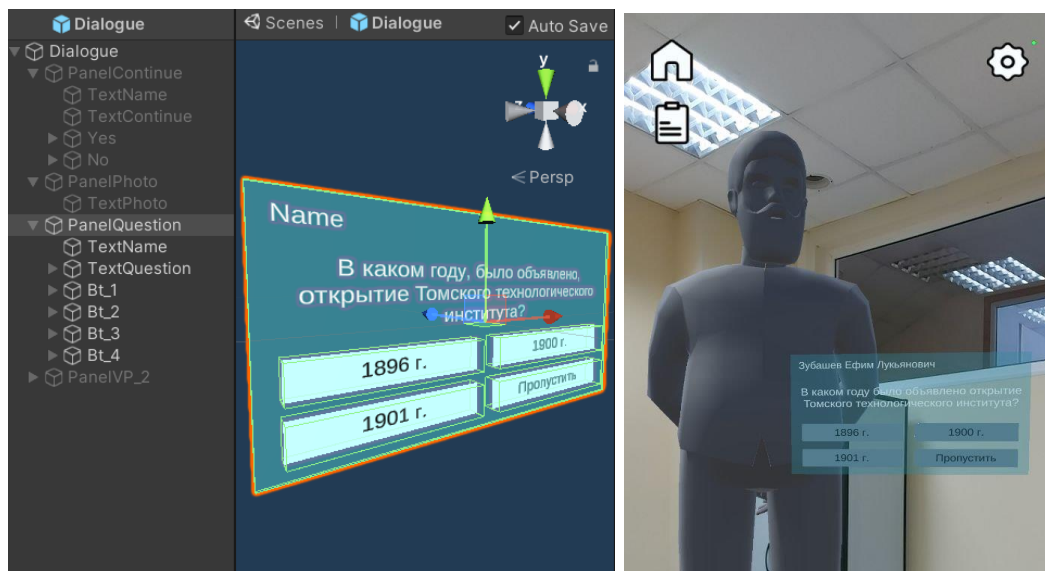 Dialogue
Scenes | Dialogue
Auto Save
Dialogue
PanelContinue
TextName
TextContinue
Yes
No
PanelPhoto
TextPhoto
PanelQuestion
TextName
TextQuestion
Bt_1
Bt_2
Bt_3
Bt_4
PanelVP_2
y
x
Persp
Name
В каком году, было объявлено,
открытие Томского технологического
института?
1896 г.
1900 г.
1901 г.
Пропустить
Зубашев Ефим Лукьянович
В каком году было объявлено открытие
Томского технологического института?
1896 г.
1900 г.
1901 г.
Пропустить